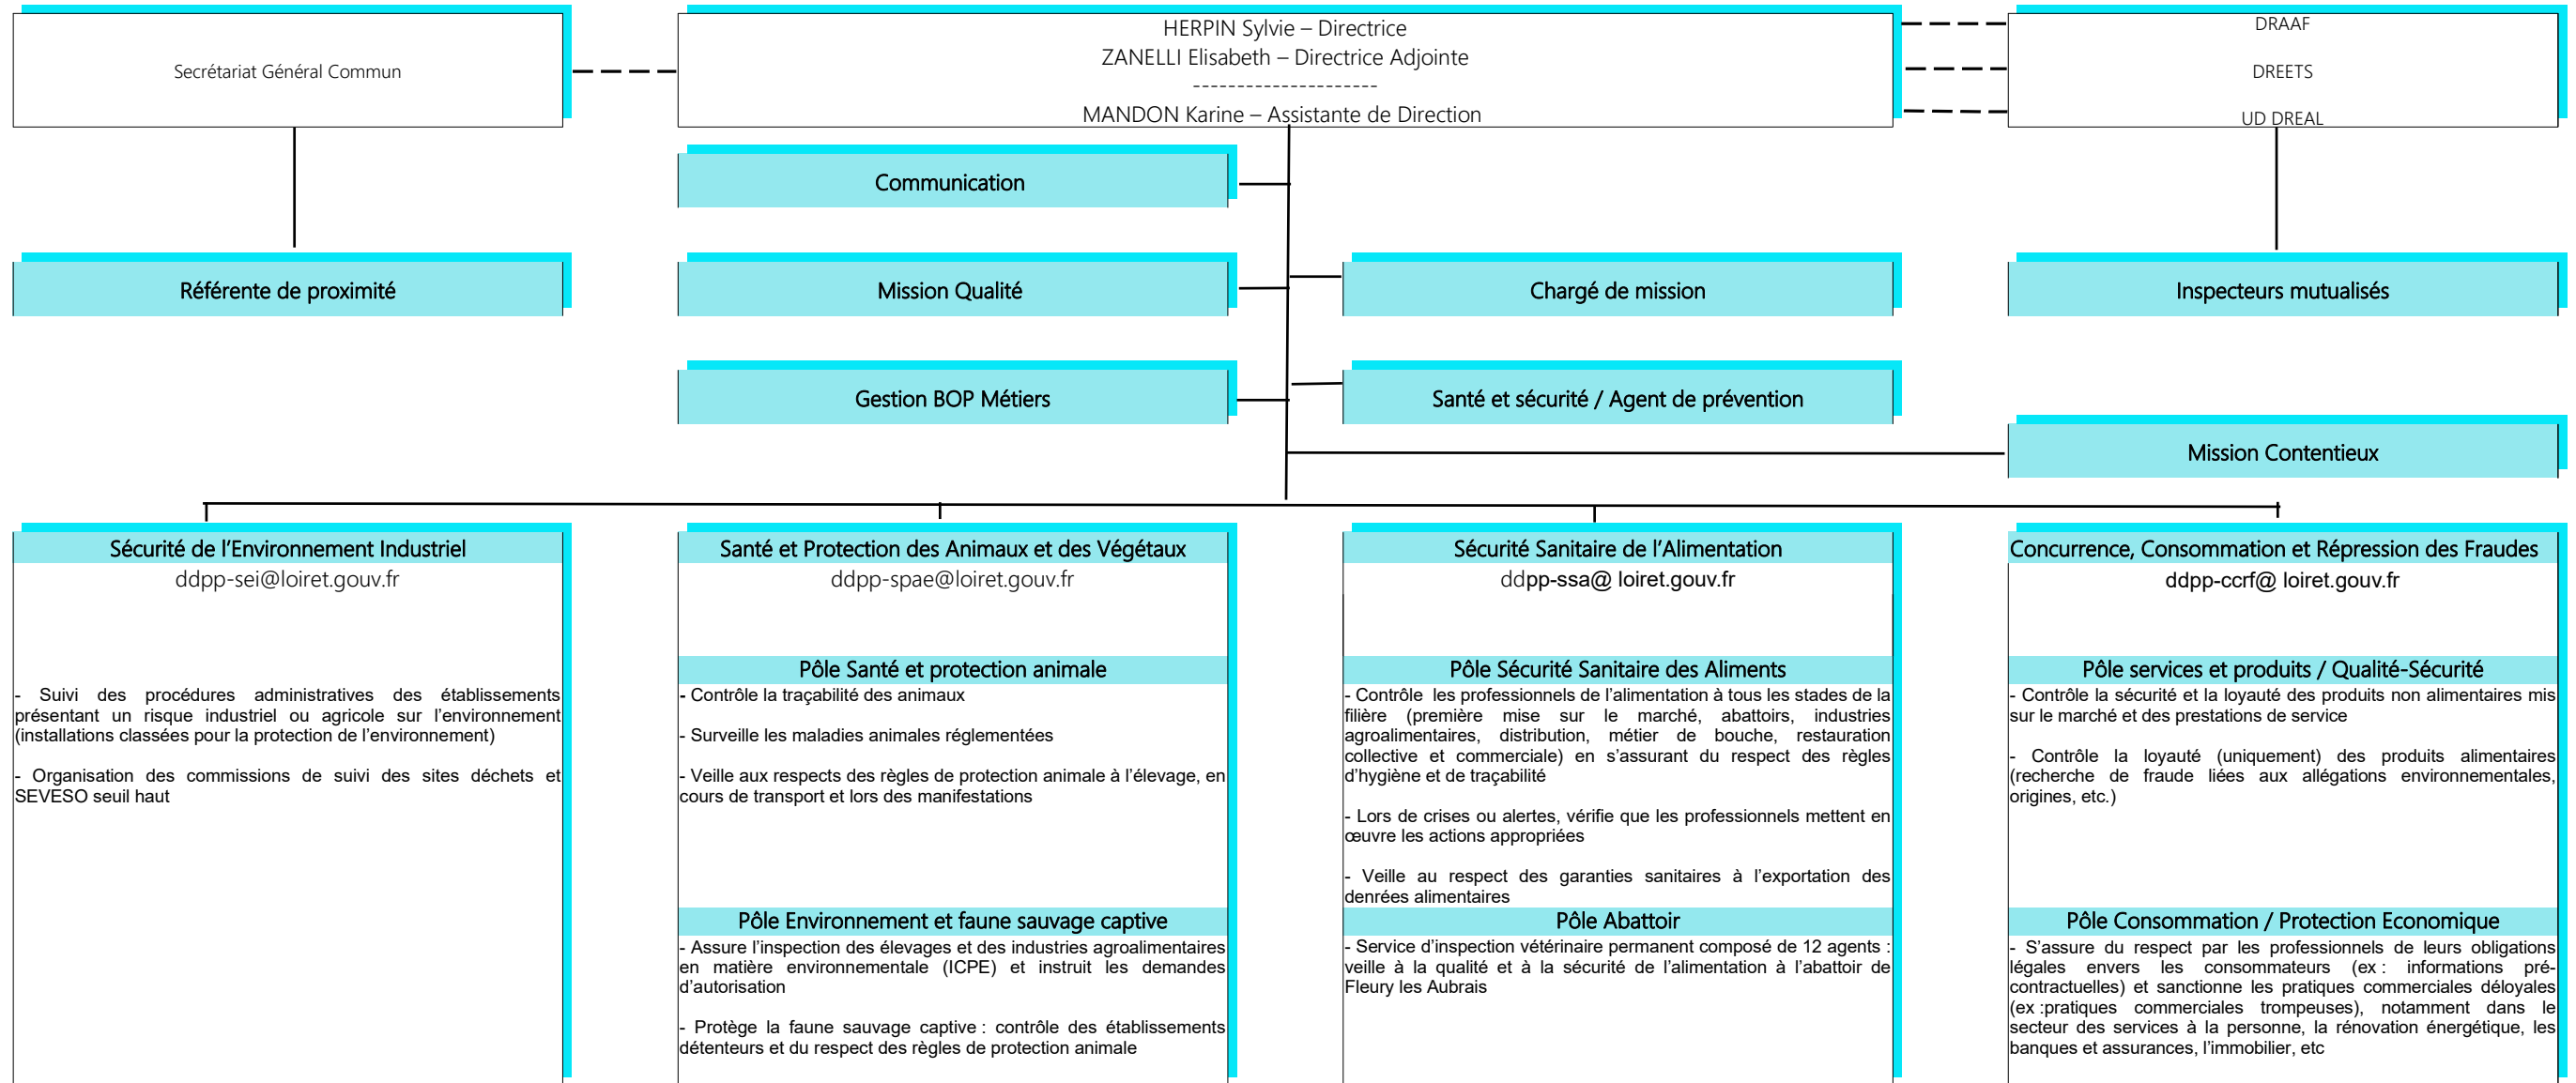 Secrétariat Général Commun
HERPIN Sylvie – Directrice
ZANELLI Elisabeth – Directrice Adjointe
---------------------
MANDON Karine – Assistante de Direction
DRAAF
DREETS
UD DREAL
Communication
Référente de proximité
Mission Qualité
Chargé de mission
Inspecteurs mutualisés
Gestion BOP Métiers
Santé et sécurité / Agent de prévention
Mission Contentieux
Sécurité de l’Environnement Industriel
ddpp-sei@loiret.gouv.fr
- Suivi des procédures administratives des établissements
présentant un risque industriel ou agricole sur l’environnement
(installations classées pour la protection de l’environnement)
- Organisation des commissions de suivi des sites déchets et
SEVESO seuil haut
Santé et Protection des Animaux et des Végétaux
ddpp-spae@loiret.gouv.fr
Pôle Santé et protection animale
- Contrôle la traçabilité des animaux
- Surveille les maladies animales réglementées
- Veille aux respects des règles de protection animale à l’élevage, en
cours de transport et lors des manifestations
Pôle Environnement et faune sauvage captive
- Assure l’inspection des élevages et des industries agroalimentaires
en matière environnementale (ICPE) et instruit les demandes
d’autorisation
- Protège la faune sauvage captive : contrôle des établissements
détenteurs et du respect des règles de protection animale
Sécurité Sanitaire de l’Alimentation
ddpp-ssa@ loiret.gouv.fr
Pôle Sécurité Sanitaire des Aliments
- Contrôle les professionnels de l’alimentation à tous les stades de la
filière (première mise sur le marché, abattoirs, industries
agroalimentaires, distribution, métier de bouche, restauration
collective et commerciale) en s’assurant du respect des règles
d’hygiène et de traçabilité
- Lors de crises ou alertes, vérifie que les professionnels mettent en
œuvre les actions appropriées
- Veille au respect des garanties sanitaires à l’exportation des
denrées alimentaires
Pôle Abattoir
- Service d’inspection vétérinaire permanent composé de 12 agents :
veille à la qualité et à la sécurité de l’alimentation à l’abattoir de
Fleury les Aubrais
Concurrence, Consommation et Répression des Fraudes
ddpp-ccrf@ loiret.gouv.fr
Pôle services et produits / Qualité-Sécurité
- Contrôle la sécurité et la loyauté des produits non alimentaires mis
sur le marché et des prestations de service
- Contrôle la loyauté (uniquement) des produits alimentaires
(recherche de fraude liées aux allégations environnementales,
origines, etc.)
Pôle Consommation / Protection Economique
- S’assure du respect par les professionnels de leurs obligations
légales envers les consommateurs (ex : informations pré-
contractuelles) et sanctionne les pratiques commerciales déloyales
(ex :pratiques commerciales trompeuses), notamment dans le
secteur des services à la personne, la rénovation énergétique, les
banques et assurances, l’immobilier, etc